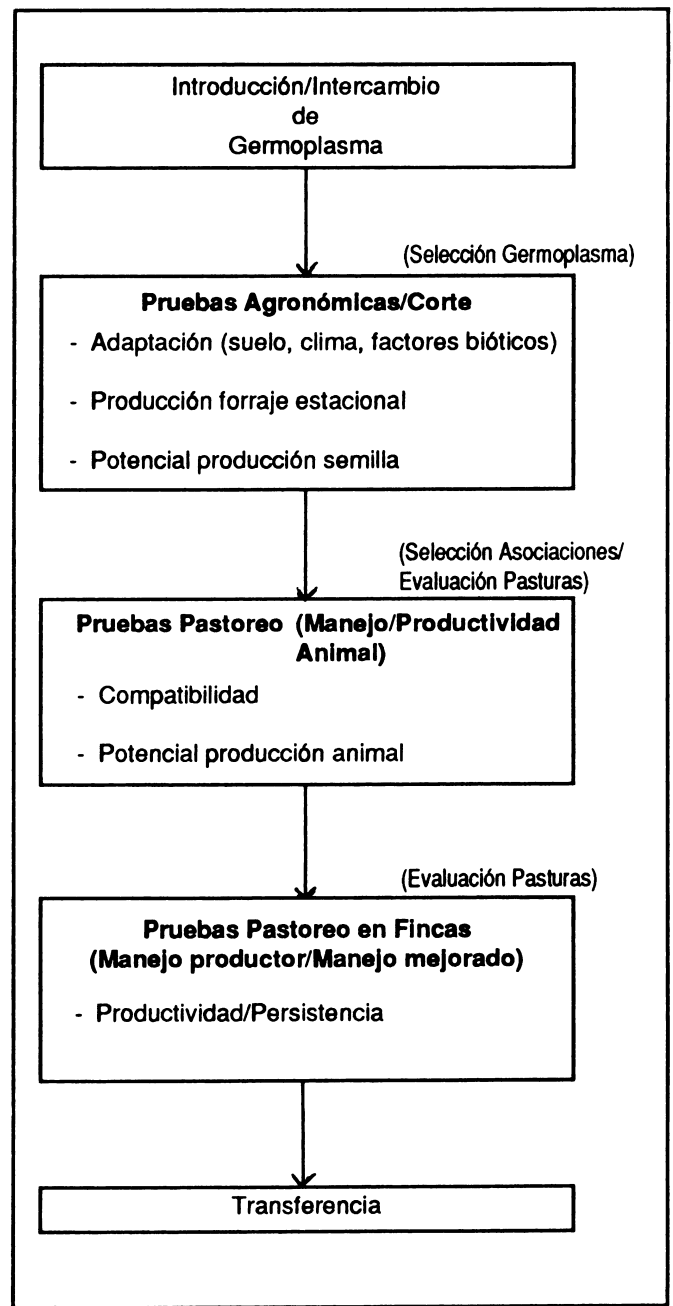 Introducción/Intercambio
de
Germoplasma
(Selección Germoplasma)
Pruebas Agronómicas/Corte
- Adaptación (suelo, clima, factores bióticos)
- Producción forraje estacional
- Potencial producción semilla
(Selección Asociaciones/
Evaluación Pasturas)
Pruebas Pastoreo (Manejo/Productividad
Animal)
- Compatibilidad
- Potencial producción animal
(Evaluación Pasturas)
Pruebas Pastoreo en Fincas
(Manejo productor/Manejo mejorado)
- Productividad/Persistencia
Transferencia